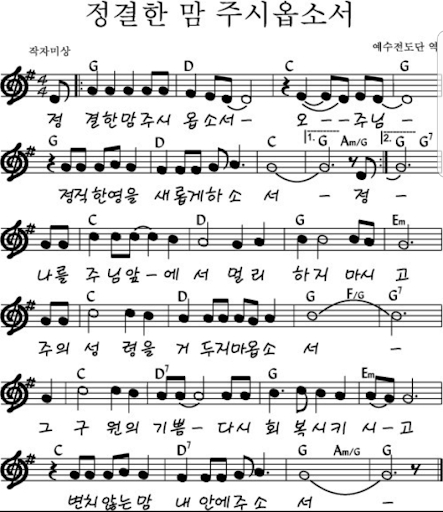 정결한 맘 주시옵소서
작자미상 예수전도단 역
G D C G
정 결한맘주시 옵소서- 오---주님-
G D C 1. G Am/G 2. G G7
정직한영을 새롭게하소 서 - 정 - -
C D G Em
나를 주님앞-에서 멀리 하지 마시고
C D G F/G G7
주의 성 령을 거두지마옵소 서 -
C D7 G Em
그 구 원의 기쁨- 다시 회 복시키 시-고
C D7 G Am/G G
변치않는맘 내 안에주소 서 -